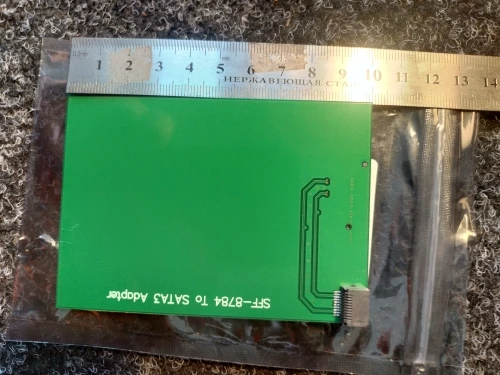 1 2 3 4 5 6 7 8 9 10 11 12 13 14
НЕРЖАВЕЮЩАЯ СТАЛЬ
SFF-8784 To SATA3 Adapter